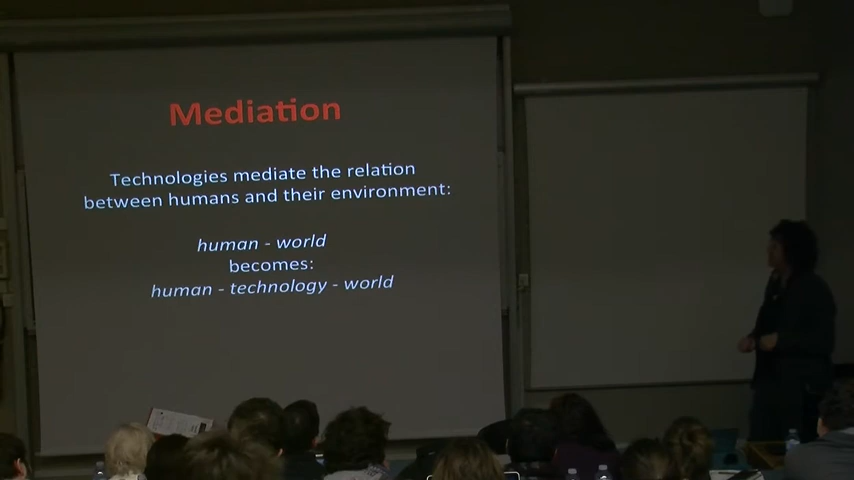 Mediation
Technologies mediate the relation
between humans and their environment:
human - world
becomes:
human - technology - world